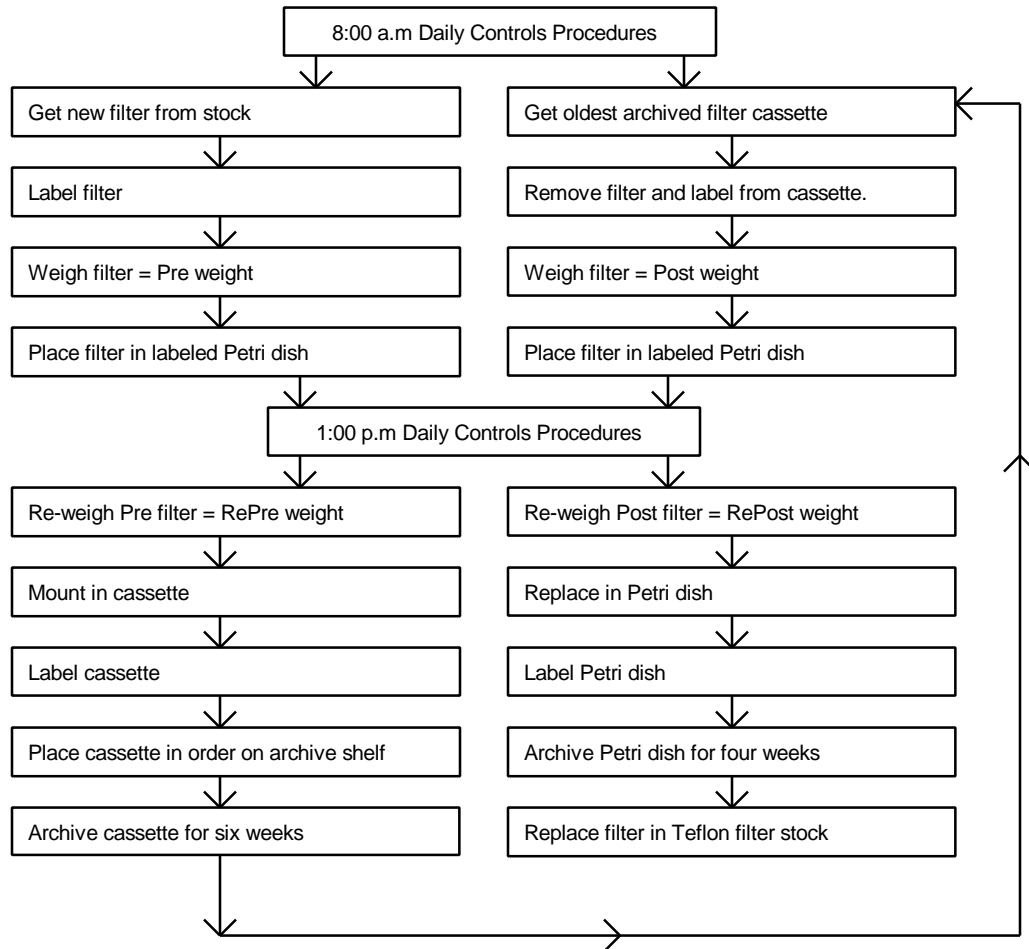 8:00 a.m Daily Controls Procedures
Get new filter from stock
Get oldest archived filter cassette
Label filter
Remove filter and label from cassette.
Weigh filter = Pre weight
Weigh filter = Post weight
Place filter in labeled Petri dish
Place filter in labeled Petri dish
1:00 p.m Daily Controls Procedures
Re-weigh Pre filter = RePre weight
Re-weigh Post filter = RePost weight
Mount in cassette
Replace in Petri dish
Label cassette
Label Petri dish
Place cassette in order on archive shelf
Archive Petri dish for four weeks
Archive cassette for six weeks
Replace filter in Teflon filter stock